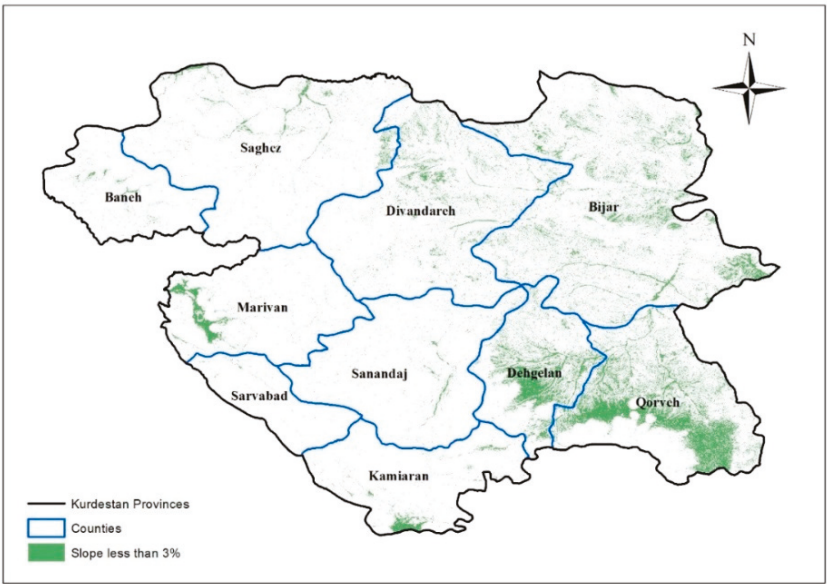 N
Saghez
Baneh
Divandareh
Bijar
Marivan
Sanandaj
Dehgelan
Sarvabad
Qorveh
Kamiaran
Kurdestan Provinces
Counties
Slope less than 3%